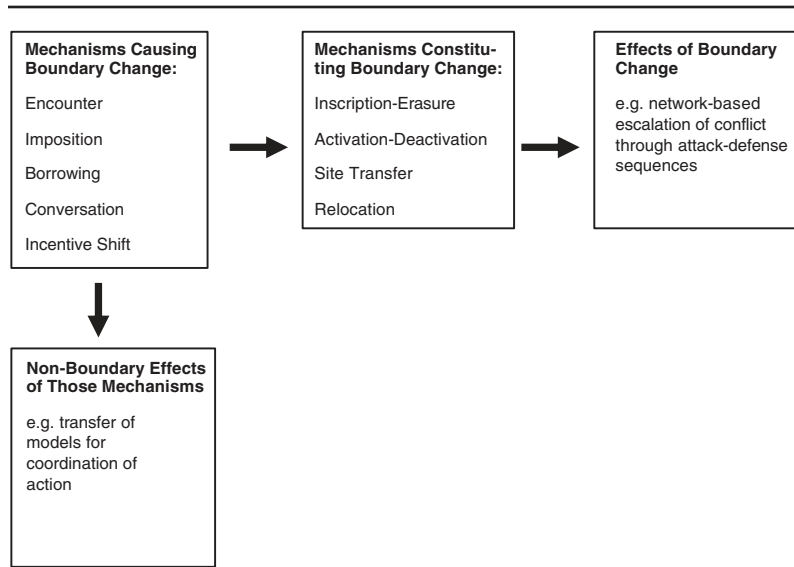 Mechanisms Causing
Boundary Change:
Encounter
Imposition
Borrowing
Conversation
Incentive Shift
Mechanisms Constitu-
ting Boundary Change:
Inscription-Erasure
Activation-Deactivation
Site Transfer
Relocation
Effects of Boundary
Change
e.g. network-based
escalation of conflict
through attack-defense
sequences
Non-Boundary Effects
of Those Mechanisms
e.g. transfer of
models for
coordination of
action